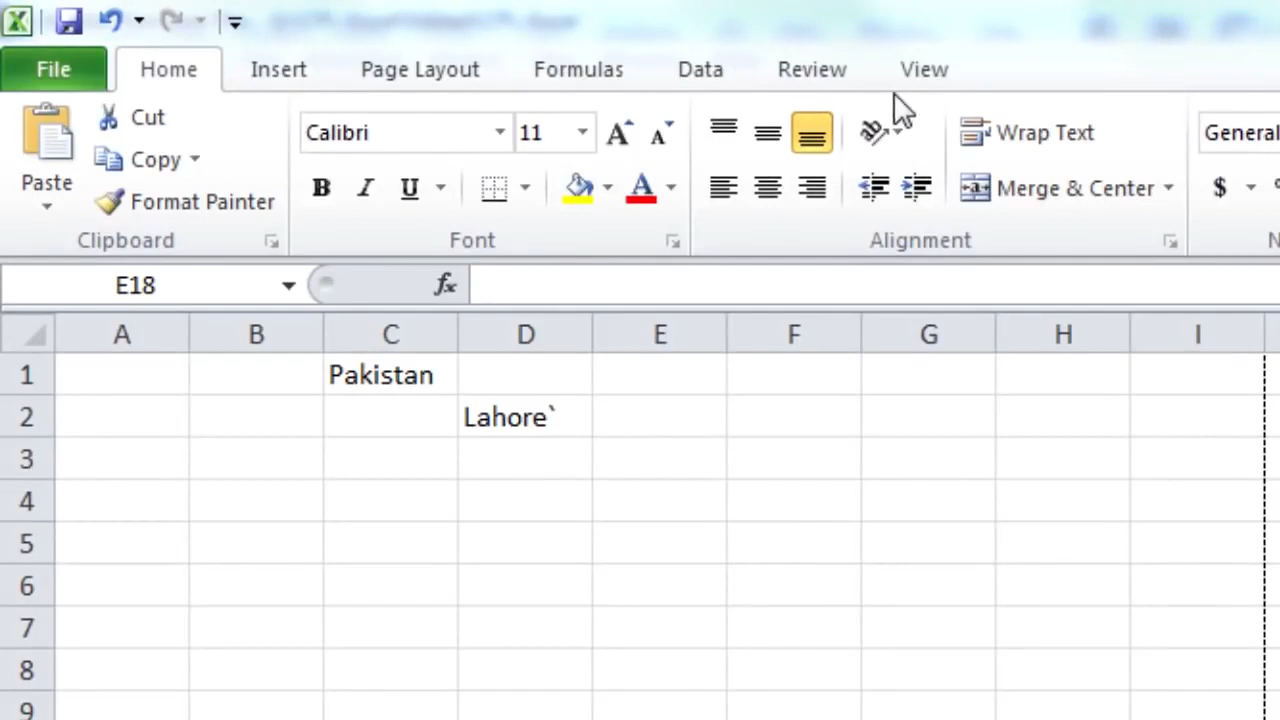 File Home Insert Page Layout Formulas Data Review View
Cut
Copy
Format Painter
Paste
Clipboard
Calibri 11
B I U
Font
Wrap Text
Merge & Center
Alignment
General
$
E18 fx
A B C D E F G H I
1 Pakistan
2 Lahore`
3
4
5
6
7
8
9